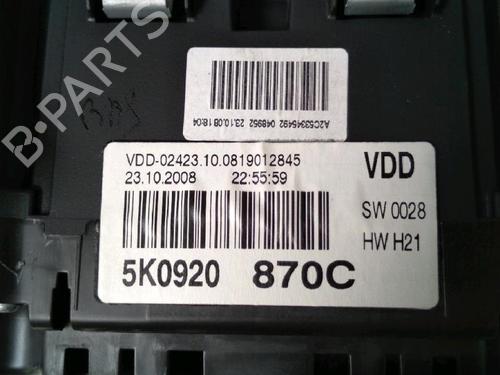 B-PARTS
A2C53345492 048952 23.10.08 18:04
VDD-02423.10.0819012845
23.10.2008 22:55:59
VDD
SW 0028
HW H21
5K0920 870C